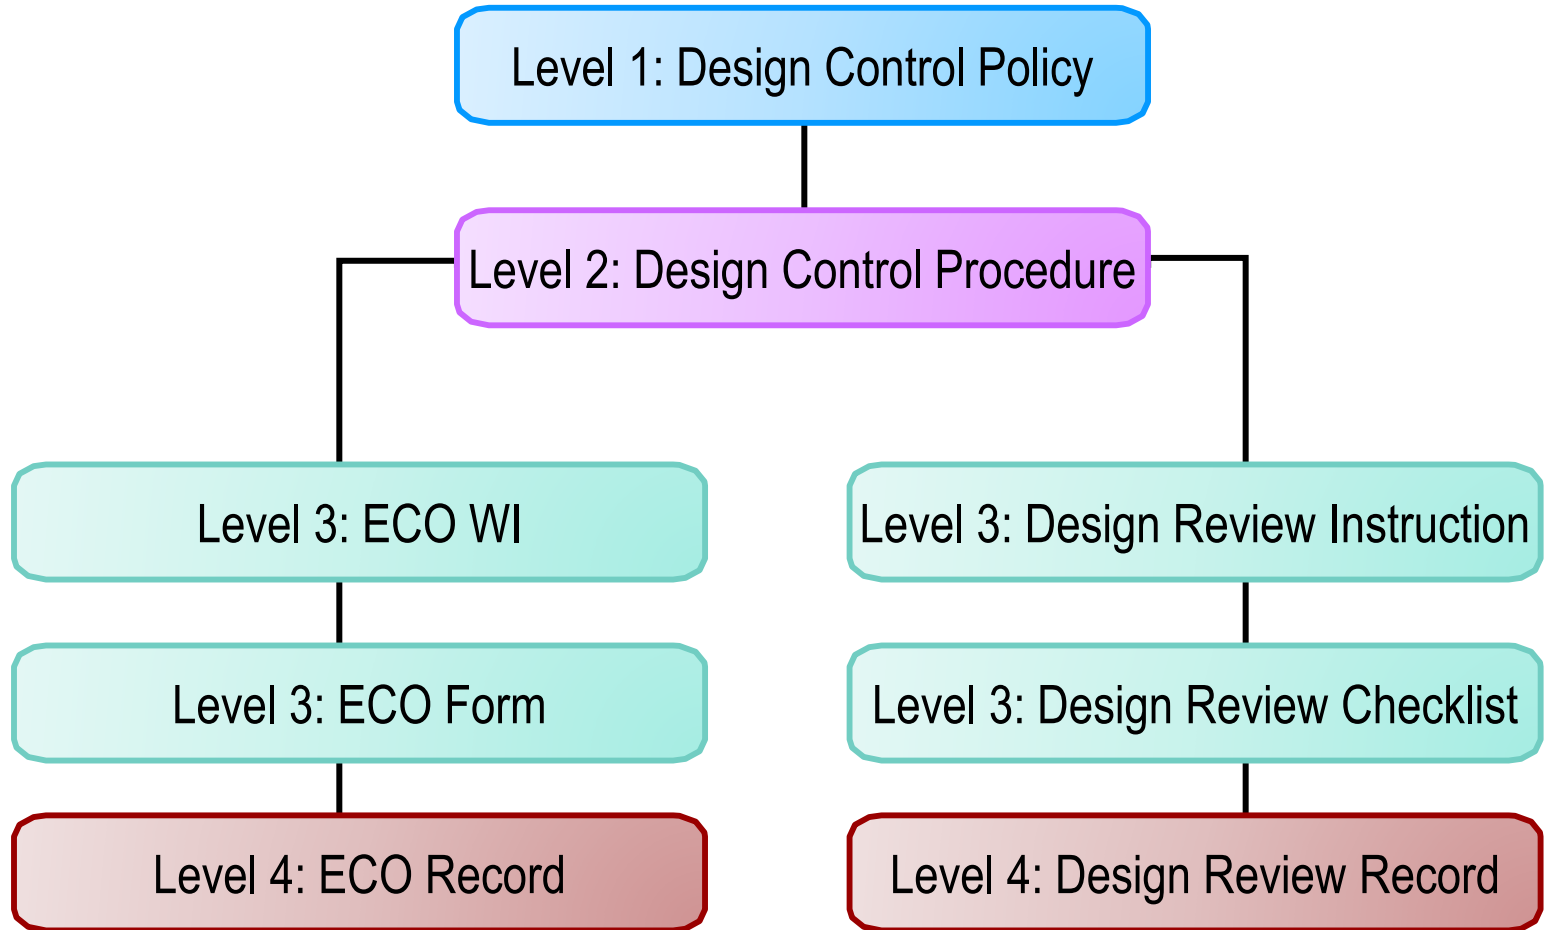 Level 1: Design Control Policy
Level 2: Design Control Procedure
Level 3: ECO WI
Level 3: Design Review Instruction
Level 3: ECO Form
Level 3: Design Review Checklist
Level 4: ECO Record
Level 4: Design Review Record